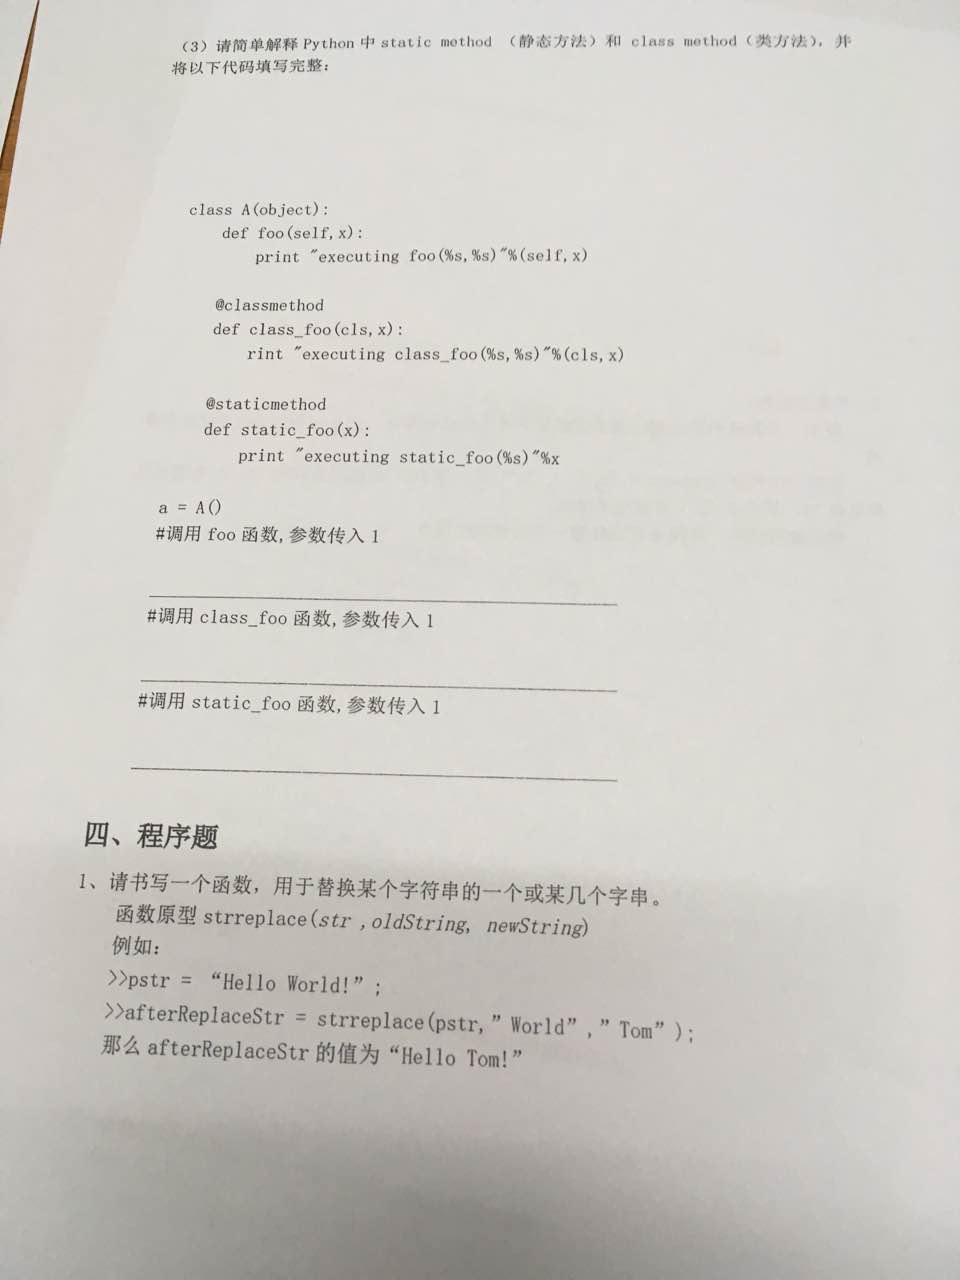 （3）请简单解释 Python 中 static method （静态方法）和 class method（类方法），并
将以下代码填写完整：
class A(object):
def foo(self,x):
print "executing foo(%s,%s)"%(self,x)
@classmethod
def class_foo(cls,x):
rint "executing class_foo(%s,%s)"%(cls,x)
@staticmethod
def static_foo(x):
print "executing static_foo(%s)"%x
a = A()
#调用 foo 函数,参数传入 1
#调用 class_foo 函数,参数传入 1
#调用 static_foo 函数,参数传入 1
四、程序题
1、请书写一个函数，用于替换某个字符串的一个或某几个字串。
函数原型 strreplace(str ,oldString, newString)
例如：
>>pstr = “Hello World!”;
>>afterReplaceStr = strreplace(pstr,”World”,”Tom”);
那么 afterReplaceStr 的值为“Hello Tom!”